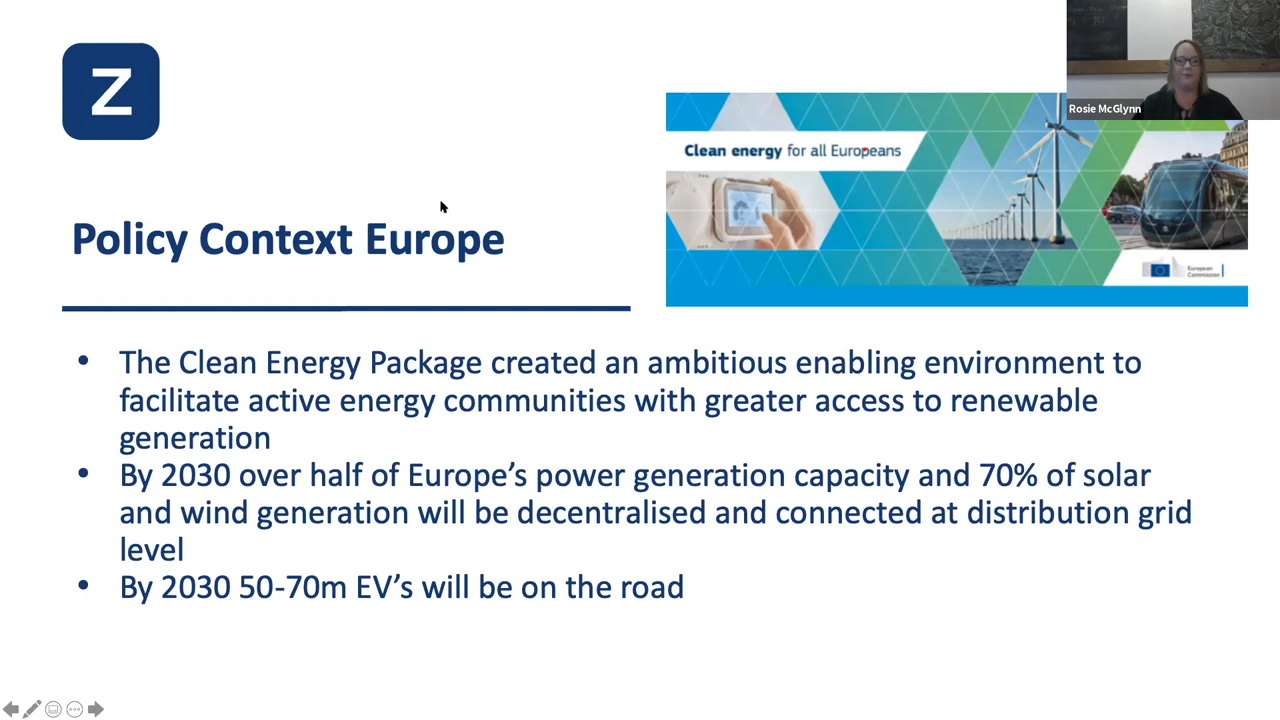 Z
Rosie McGlynn
Clean energy for all Europeans
European
Commission
Policy Context Europe
• The Clean Energy Package created an ambitious enabling environment to
facilitate active energy communities with greater access to renewable
generation
• By 2030 over half of Europe's power generation capacity and 70% of solar
and wind generation will be decentralised and connected at distribution grid
level
• By 2030 50-70m EV's will be on the road